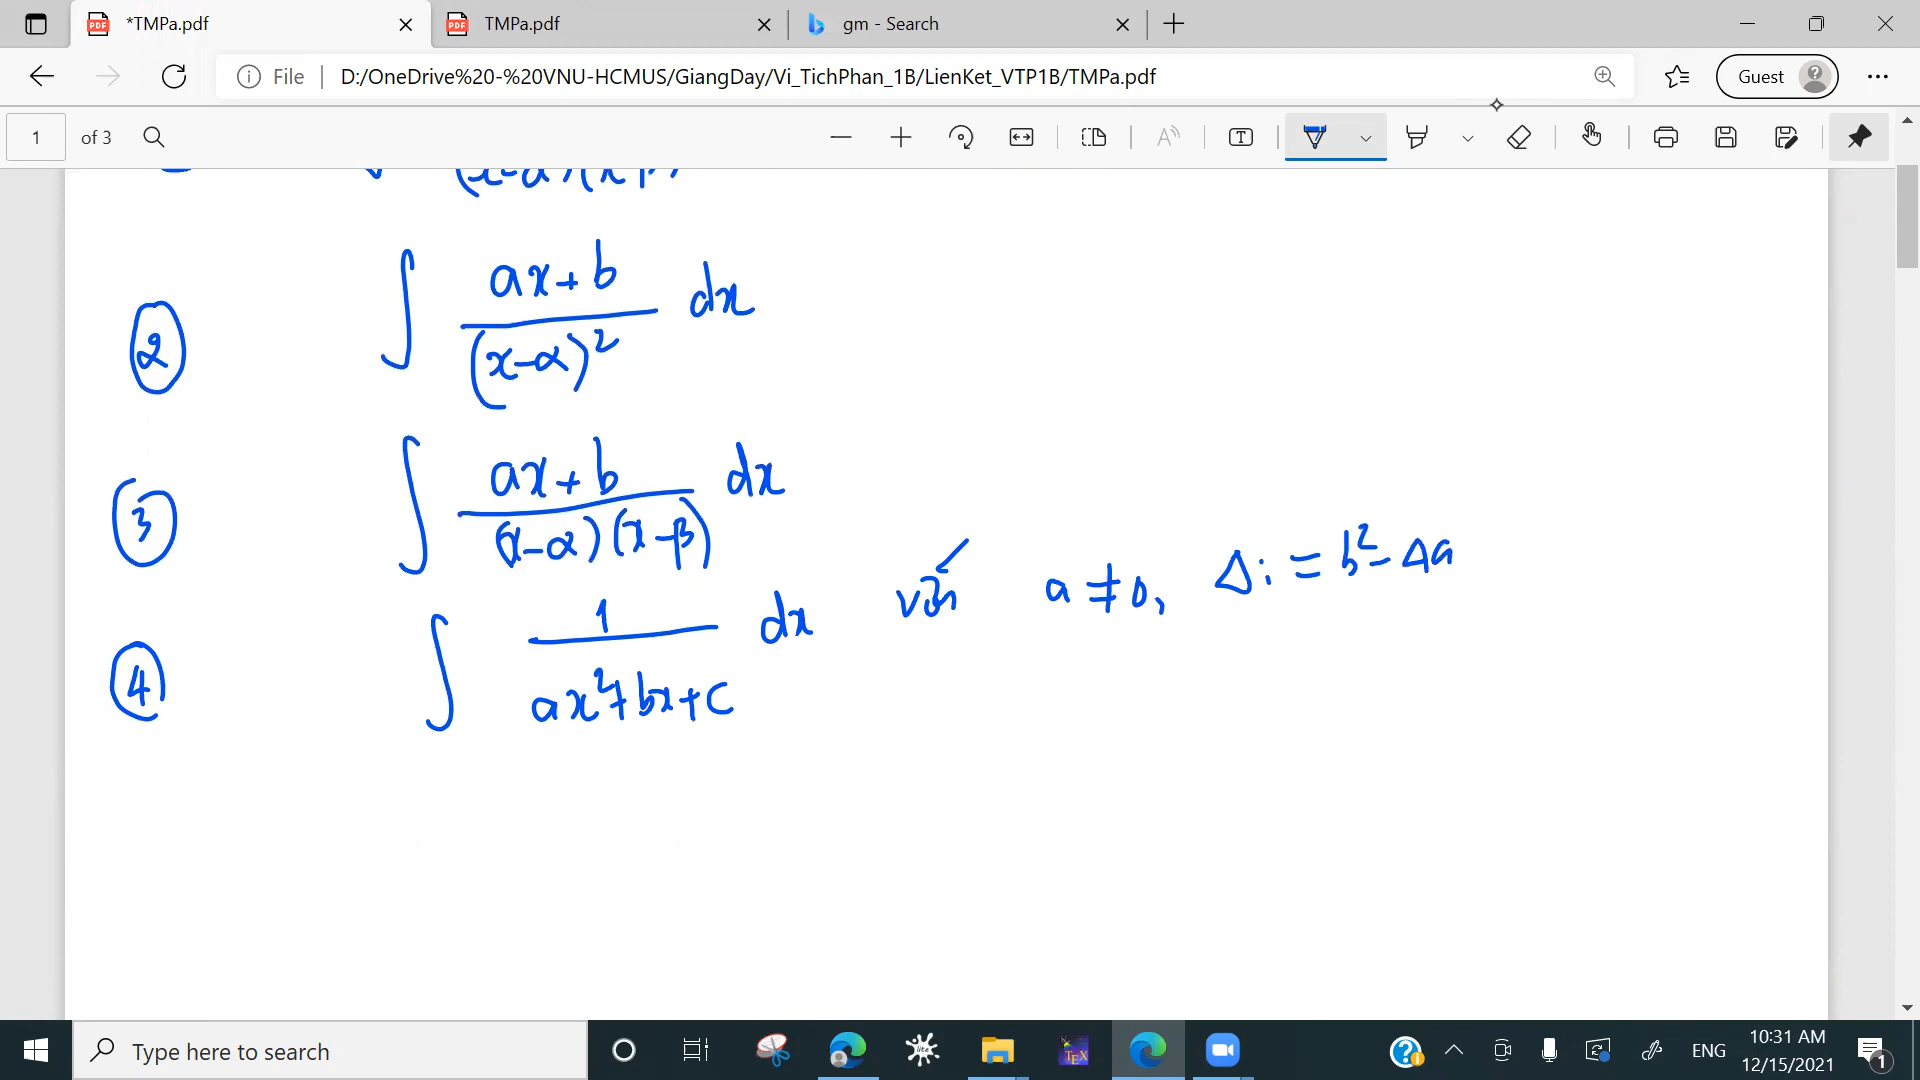 *TMPa.pdf
TMPa.pdf
gm - Search
File D:/OneDrive%20-%20VNU-HCMUS/GiangDay/Vi_TichPhan_1B/LienKet_VTP1B/TMPa.pdf
Guest
1 of 3
② ∫ (ax+b)/(x-α)² dx
③ ∫ (ax+b)/((x-α)(x-β)) dx
④ ∫ 1/(ax²+bx+c) dx với a ≠ 0, Δ := b² - 4a
Type here to search
ENG
10:31 AM
12/15/2021
1